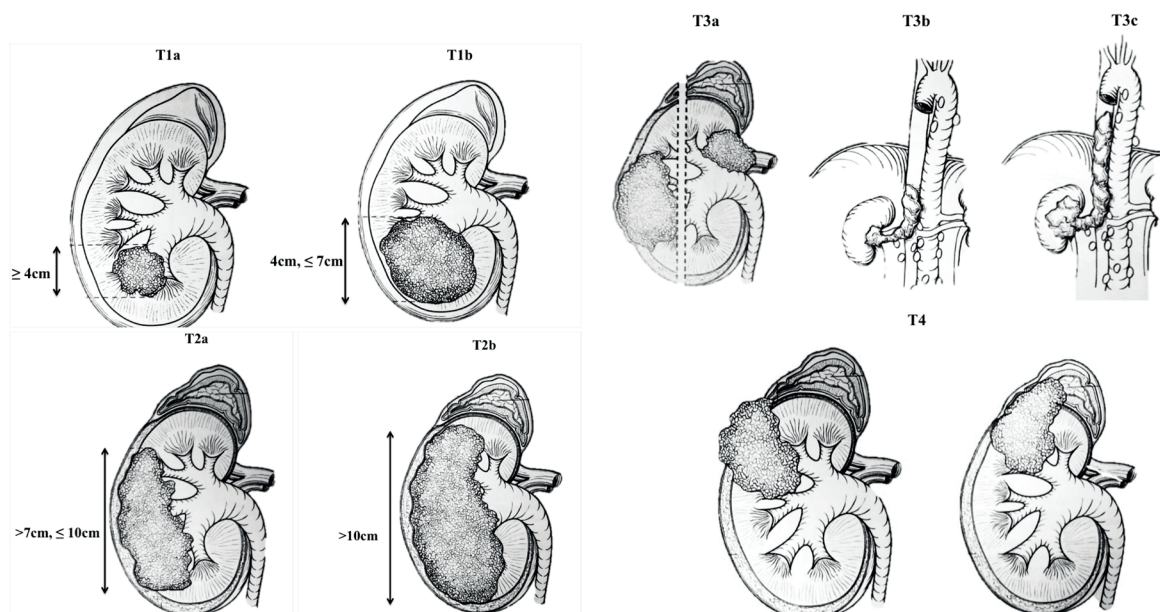 T1a
T1b
≥ 4cm
4cm, ≤ 7cm
T2a
T2b
>7cm, ≤ 10cm
>10cm
T3a
T3b
T3c
T4